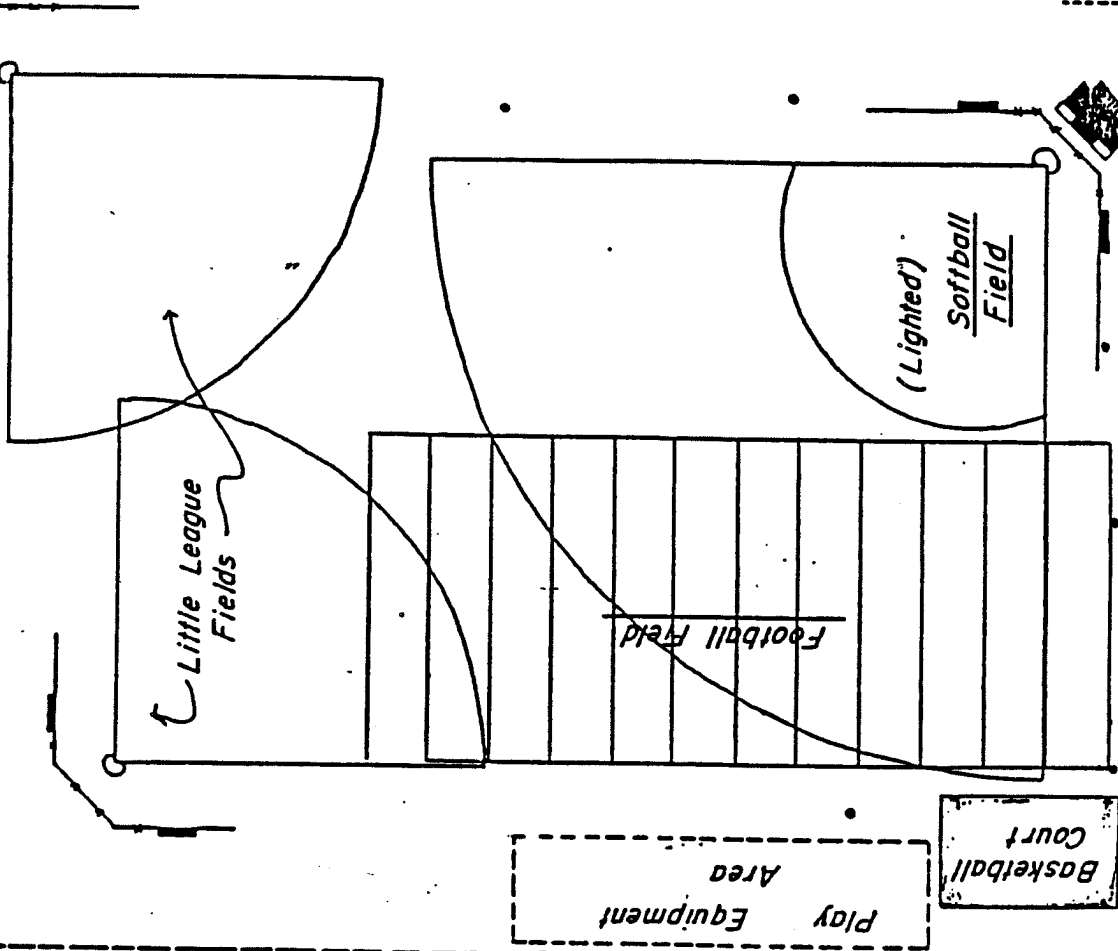 (Lighted)
Softball
Field
Little League
Fields
Football Field
Basketball
Court
Play Equipment
Area